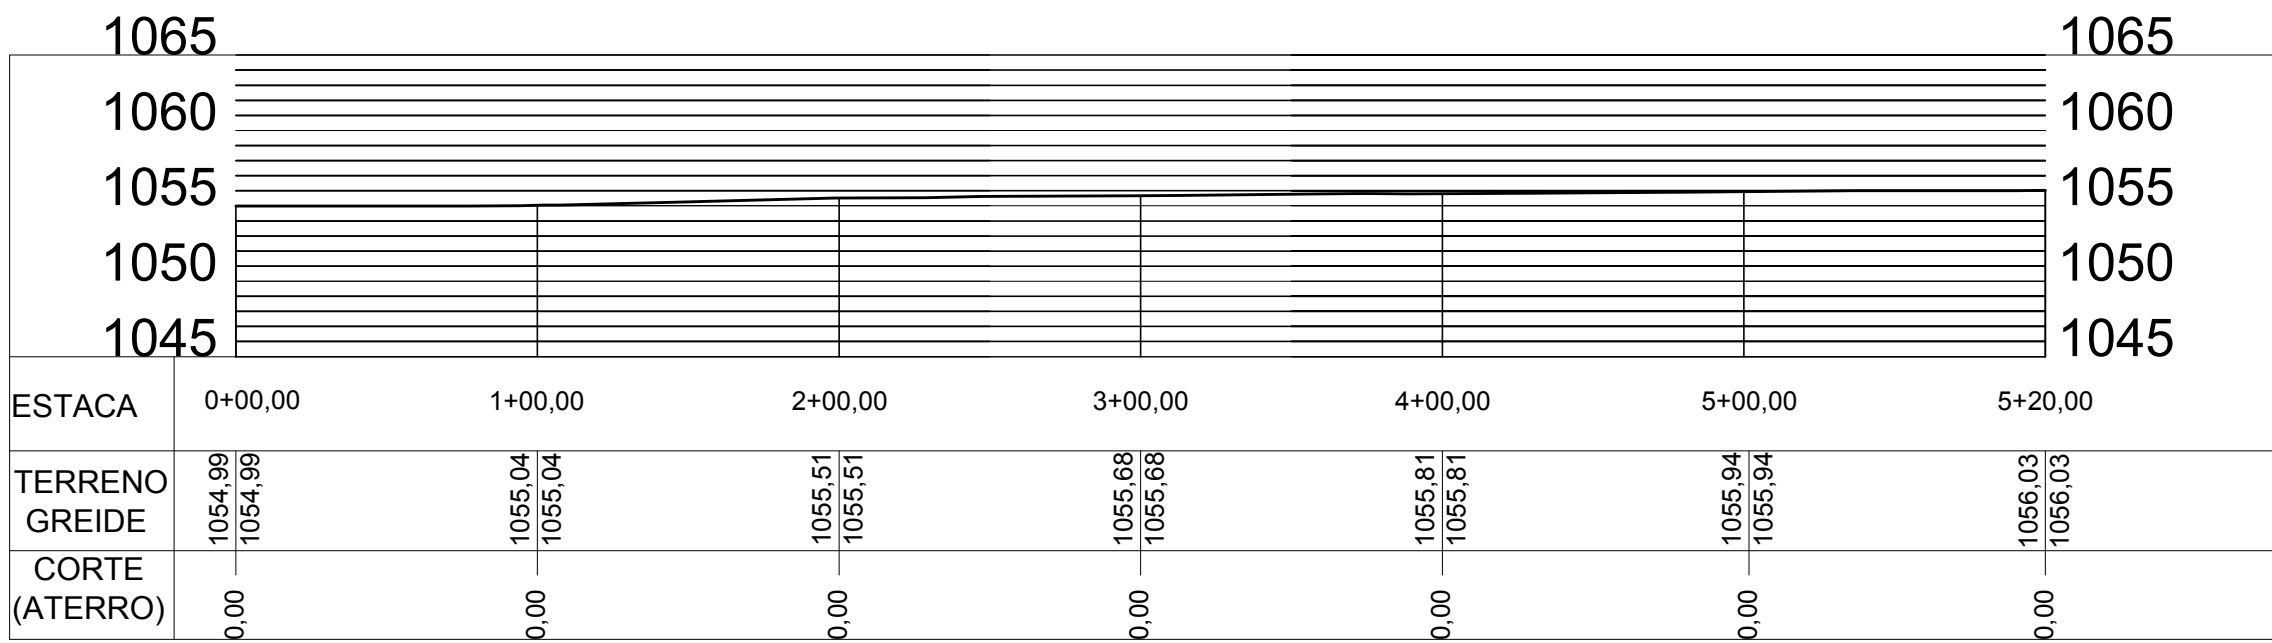 1065 1065
1060 1060
1055 1055
1050 1050
1045 1045
ESTACA 0+00,00 1+00,00 2+00,00 3+00,00 4+00,00 5+00,00 5+20,00
TERRENO 1054,99 1055,04 1055,51 1055,68 1055,81 1055,94 1056,03
GREIDE 1054,99 1055,04 1055,51 1055,68 1055,81 1055,94 1056,03
CORTE
(ATERRO) 0,00 0,00 0,00 0,00 0,00 0,00 0,00